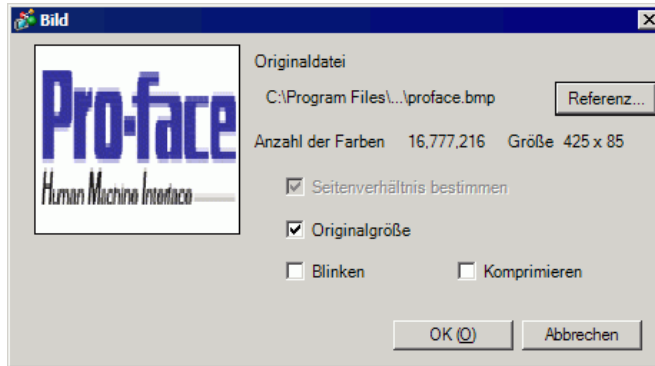 Bild
Pro-face
Human Machine Interface
Originaldatei
C:\Program Files\...\proface.bmp
Referenz...
Anzahl der Farben 16,777,216 Größe 425 x 85
Seitenverhältnis bestimmen
Originalgröße
Blinken Komprimieren
OK (O) Abbrechen